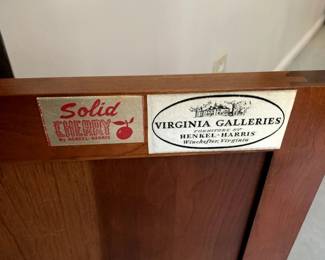 Solid
CHERRY
BY HENKEL-HARRIS
VIRGINIA GALLERIES
FURNITURE BY
HENKEL-HARRIS
Winchester, Virginia